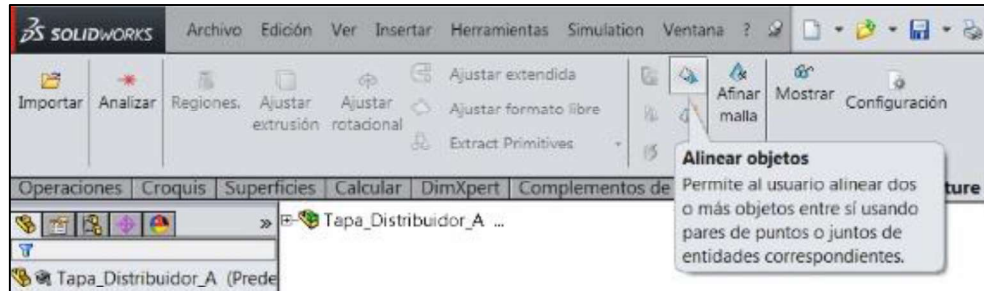 SOLIDWORKS Archivo Edición Ver Insertar Herramientas Simulation Ventana ?
Importar Analizar Regiones. Ajustar extrusión Ajustar rotacional
Ajustar extendida
Ajustar formato libre
Extract Primitives
Afinar malla Mostrar Configuración
Alinear objetos
Permite al usuario alinear dos
o más objetos entre sí usando
pares de puntos o juntos de
entidades correspondientes.
Operaciones Croquis Superficies Calcular DimXpert Complementos de ture
» Tapa_Distribuidor_A ...
Tapa_Distribuidor_A (Prede